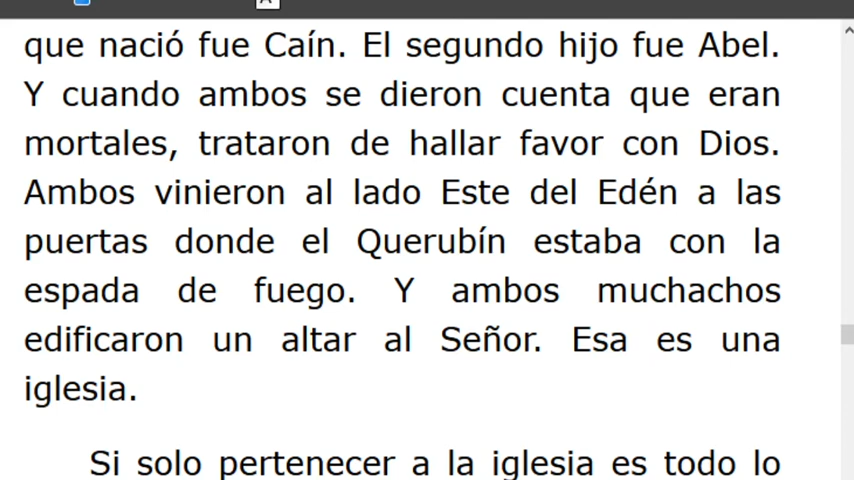 que nació fue Caín. El segundo hijo fue Abel.
Y cuando ambos se dieron cuenta que eran
mortales, trataron de hallar favor con Dios.
Ambos vinieron al lado Este del Edén a las
puertas donde el Querubín estaba con la
espada de fuego. Y ambos muchachos
edificaron un altar al Señor. Esa es una
iglesia.
Si solo pertenecer a la iglesia es todo lo